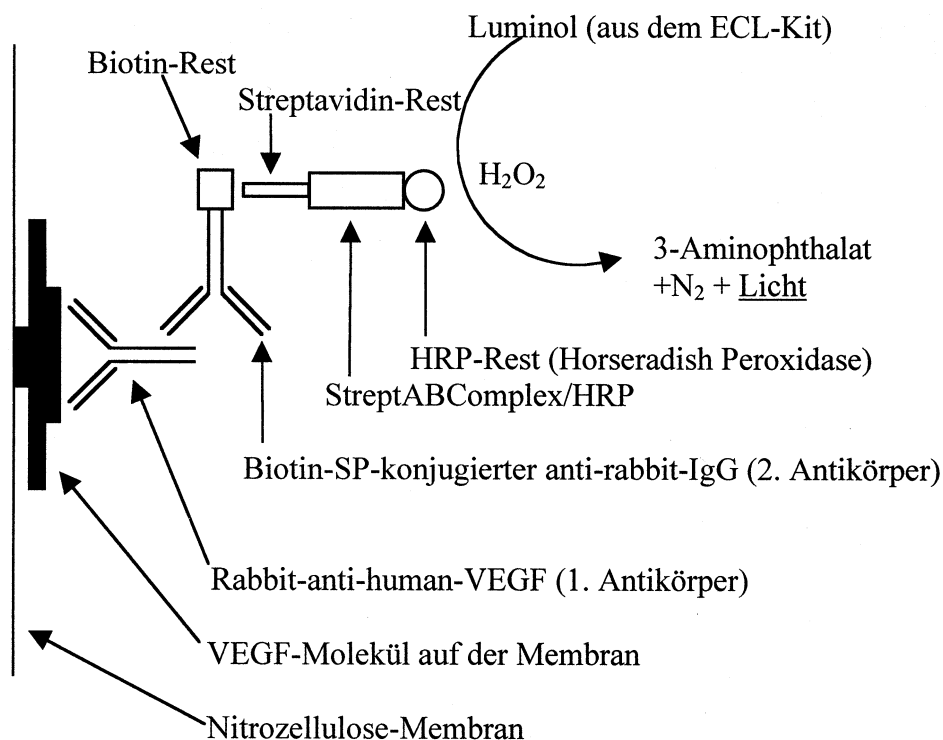 Luminol (aus dem ECL-Kit)
Biotin-Rest
Streptavidin-Rest
H₂O₂
3-Aminophthalat
+N₂ + Licht
HRP-Rest (Horseradish Peroxidase)
StreptABComplex/HRP
Biotin-SP-konjugierter anti-rabbit-IgG (2. Antikörper)
Rabbit-anti-human-VEGF (1. Antikörper)
VEGF-Molekül auf der Membran
Nitrozellulose-Membran